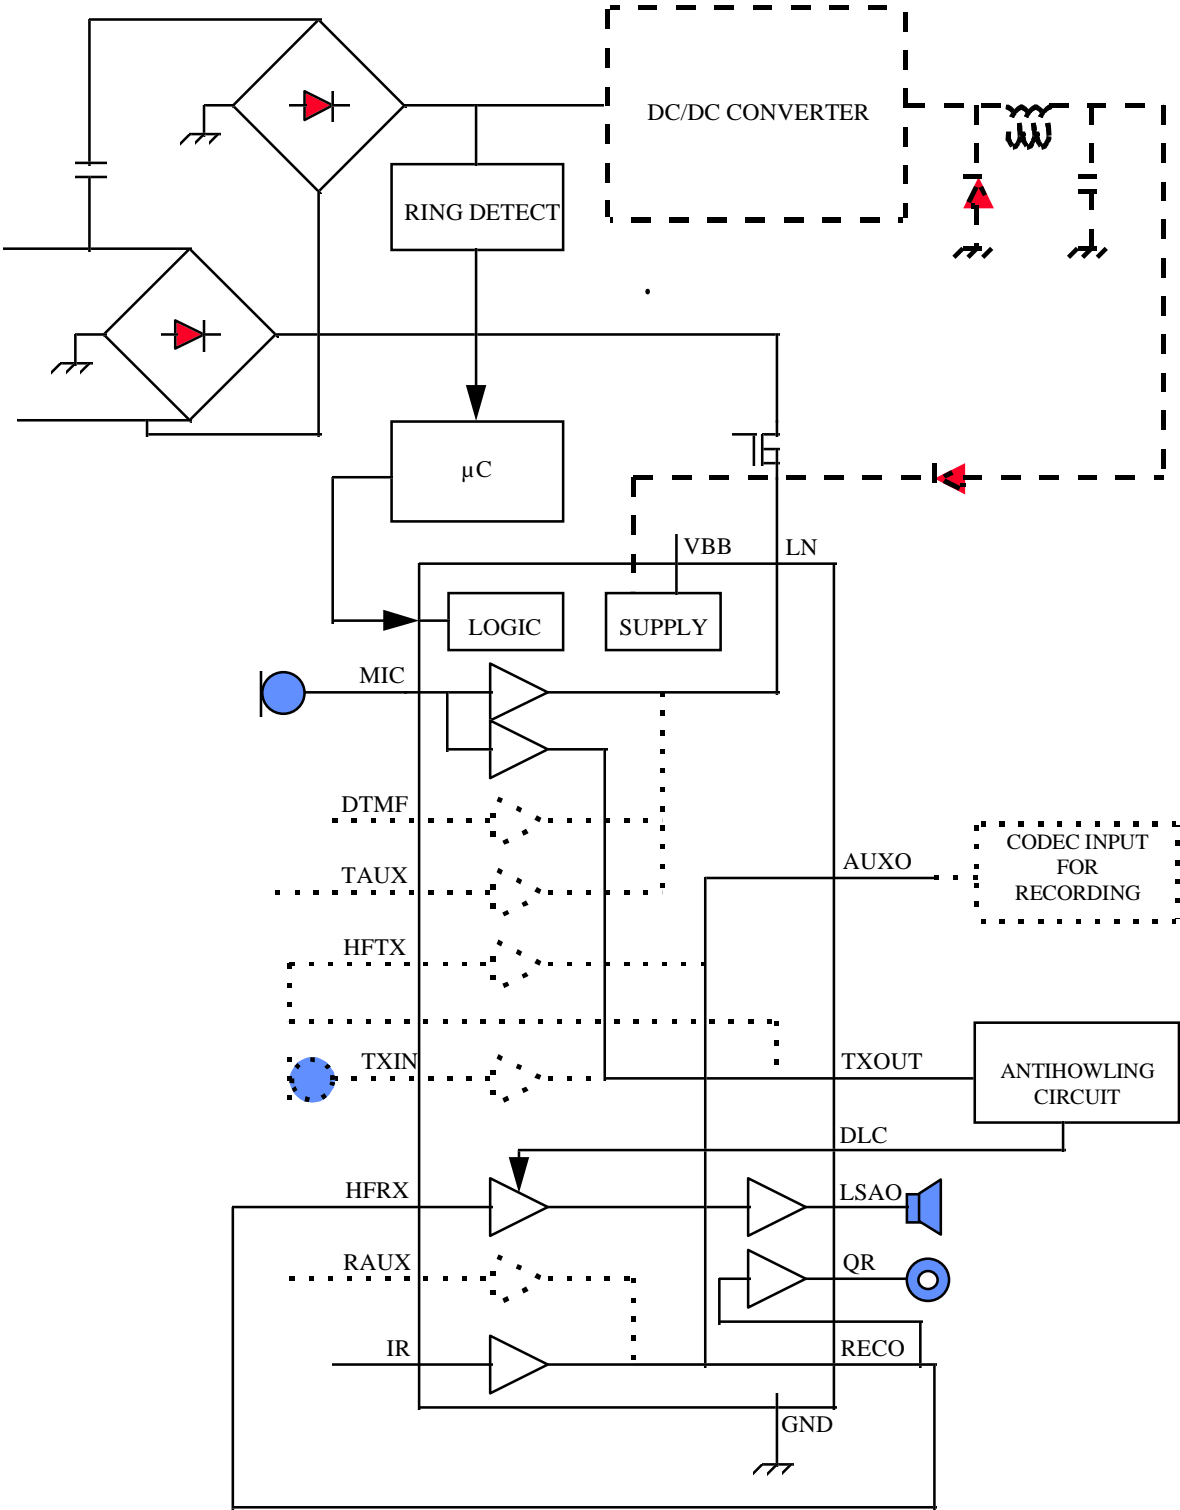 DC/DC CONVERTER
RING DETECT
µC
VBB
LN
LOGIC
SUPPLY
MIC
DTMF
TAUX
AUXO
CODEC INPUT
FOR
RECORDING
HFTX
TXIN
TXOUT
ANTIHOWLING
CIRCUIT
DLC
HFRX
LSAO
RAUX
QR
IR
RECO
GND